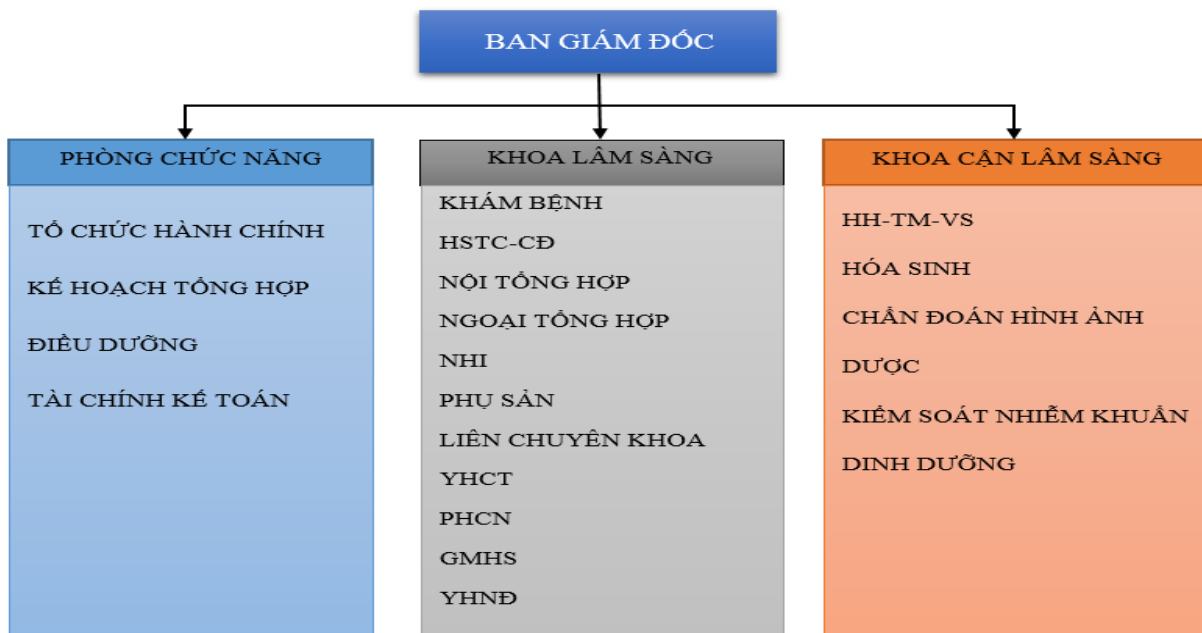 BAN GIÁM ĐỐC
PHÒNG CHỨC NĂNG
TỔ CHỨC HÀNH CHÍNH
KẾ HOẠCH TỔNG HỢP
ĐIỀU DƯỠNG
TÀI CHÍNH KẾ TOÁN
KHOA LÂM SÀNG
KHÁM BỆNH
HSTC-CĐ
NỘI TỔNG HỢP
NGOẠI TỔNG HỢP
NHI
PHỤ SẢN
LIÊN CHUYÊN KHOA
YHCT
PHCN
GMHS
YHNĐ
KHOA CẬN LÂM SÀNG
HH-TM-VS
HÓA SINH
CHẨN ĐOÁN HÌNH ẢNH
DƯỢC
KIỂM SOÁT NHIỄM KHUẨN
DINH DƯỠNG